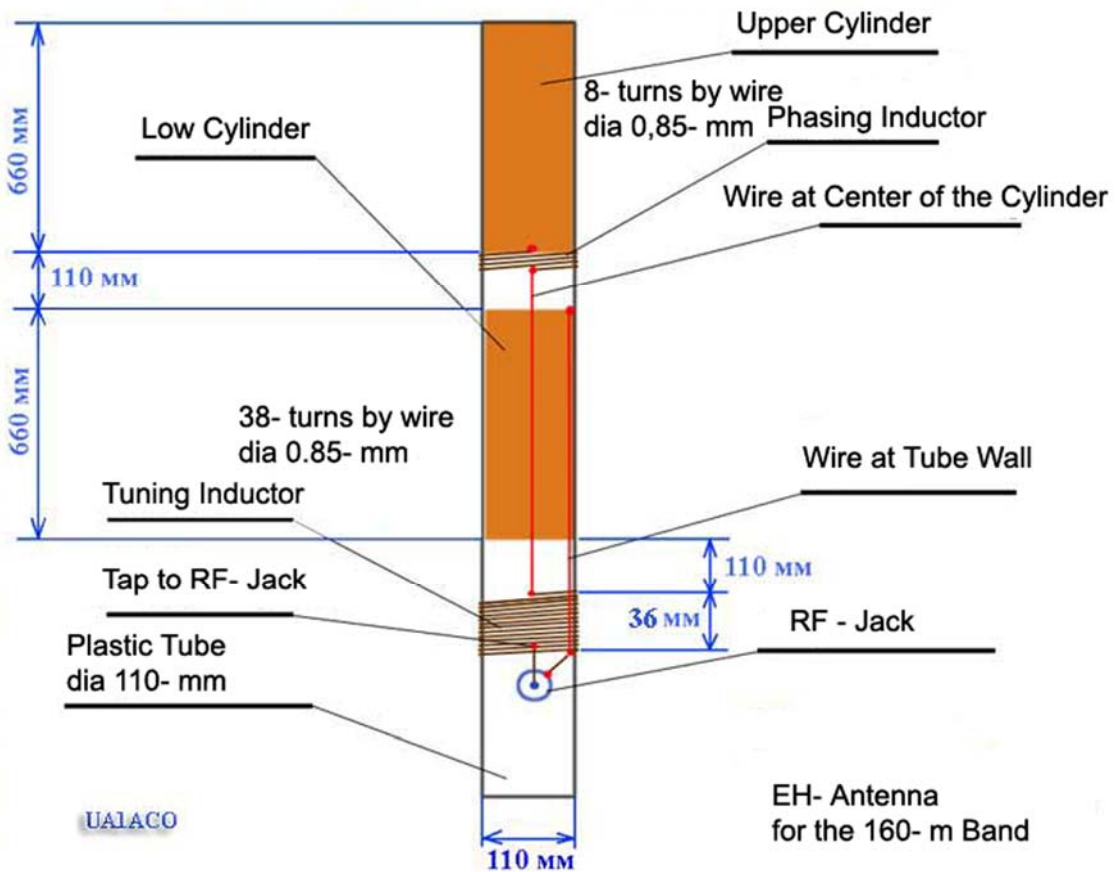 Upper Cylinder
8- turns by wire
dia 0,85- mm
Phasing Inductor
Low Cylinder
660 мм
Wire at Center of the Cylinder
110 мм
660 мм
38- turns by wire
dia 0.85- mm
Wire at Tube Wall
Tuning Inductor
110 мм
Tap to RF- Jack
36 мм
RF - Jack
Plastic Tube
dia 110- mm
EH- Antenna
for the 160- m Band
UA1ACO
110 мм